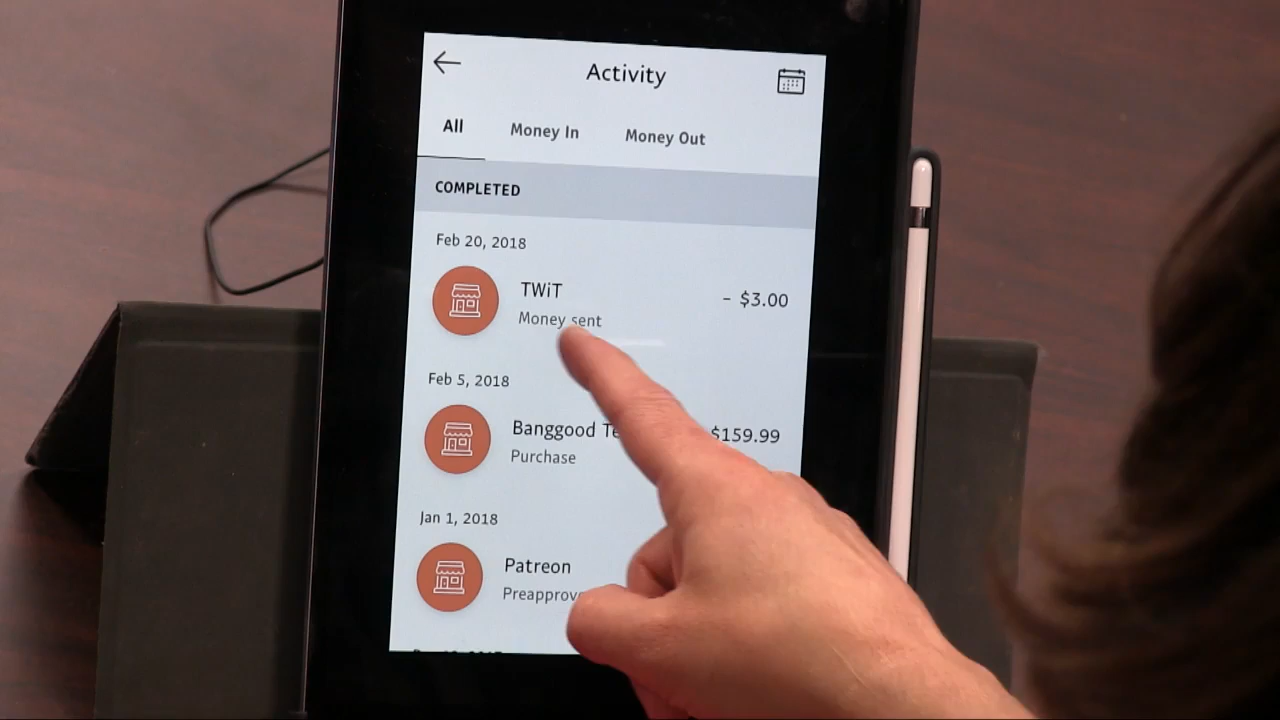 Activity
All Money In Money Out
COMPLETED
Feb 20, 2018
TWiT - $3.00
Money sent
Feb 5, 2018
Banggood $159.99
Purchase
Jan 1, 2018
Patreon